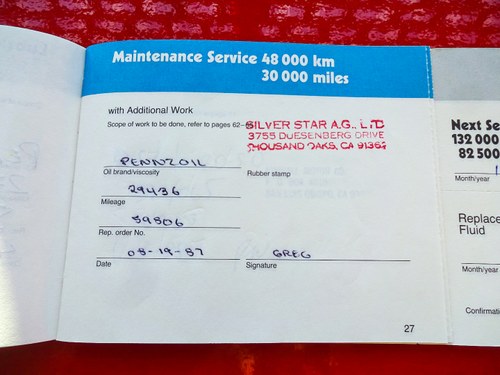 Maintenance Service 48 000 km
30 000 miles
with Additional Work
Scope of work to be done, refer to pages 62-
SILVER STAR A.G., LTD
3755 DUESENBERG DRIVE
THOUSAND OAKS, CA 91362
PENNZOIL
Oil brand/viscosity
Rubber stamp
29436
Mileage
59506
Rep. order No.
08-19-87
GREG
Date
Signature
27
Next Se
132 000
82 500
Month/year
Replace
Fluid
Month/year
Confirmati